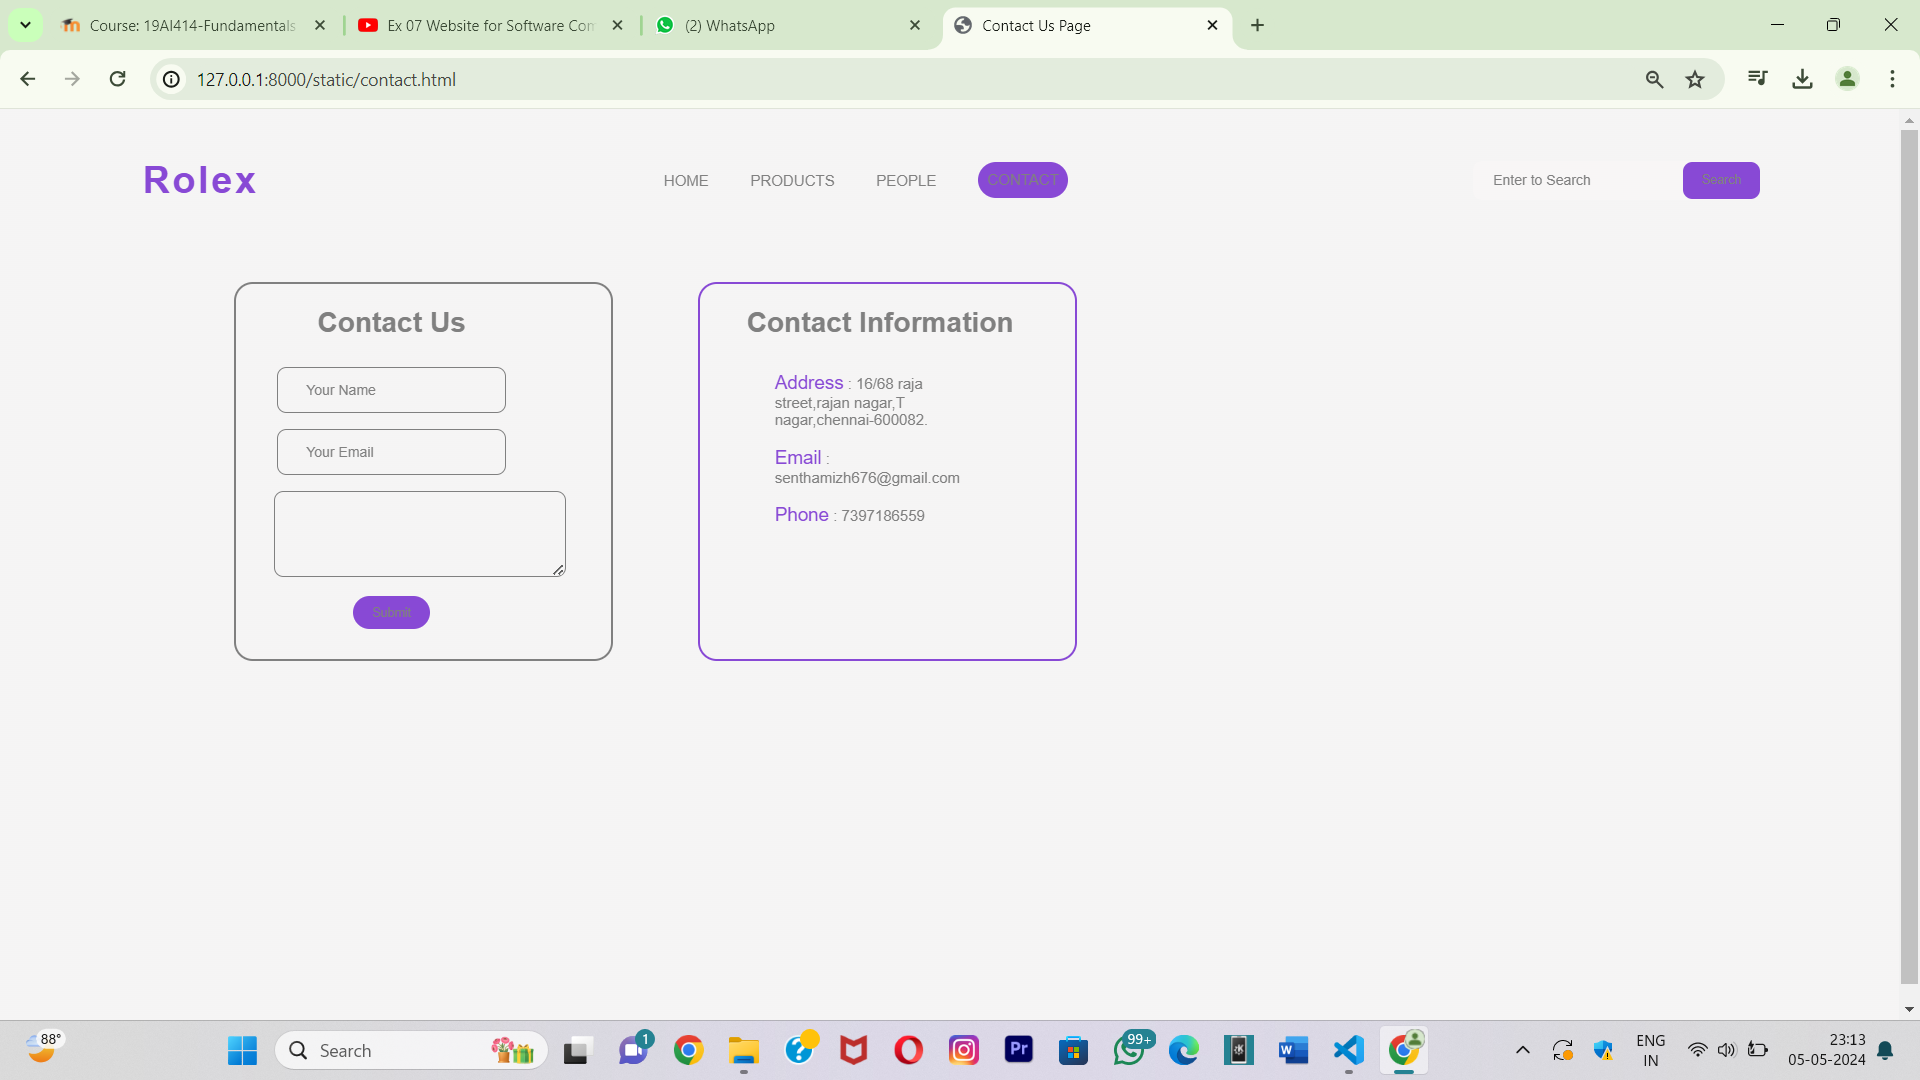 Course: 19AI414-Fundamentals
Ex 07 Website for Software Com
(2) WhatsApp
Contact Us Page
127.0.0.1:8000/static/contact.html
Rolex
HOME
PRODUCTS
PEOPLE
CONTACT
Enter to Search
Search
Contact Us
Your Name
Your Email
Submit
Contact Information
Address : 16/68 raja
street,rajan nagar,T
nagar,chennai-600082.
Email :
senthamizh676@gmail.com
Phone : 7397186559
88°
Search
1
Pr
99+
W
ENG
IN
23:13
05-05-2024